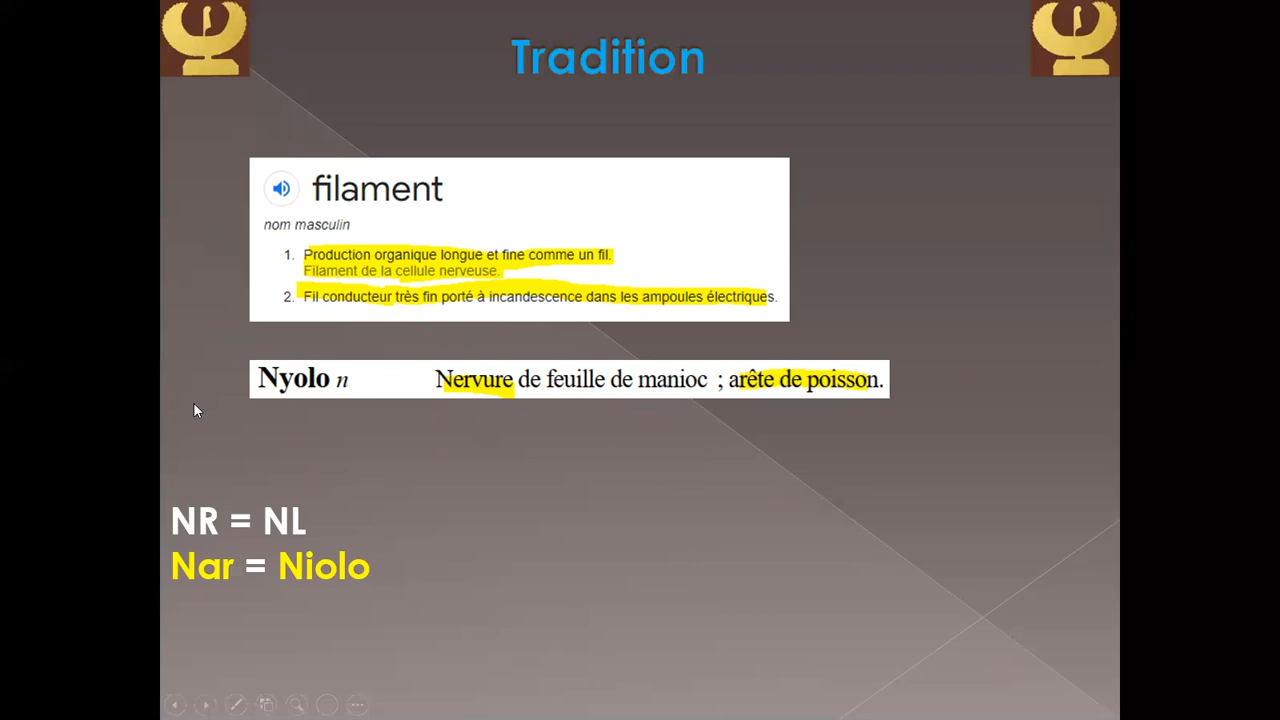 Tradition
filament
nom masculin
1. Production organique longue et fine comme un fil.
Filament de la cellule nerveuse.
2. Fil conducteur très fin porté à incandescence dans les ampoules électriques.
Nyolo n Nervure de feuille de manioc ; arête de poisson.
NR = NL
Nar = Niolo